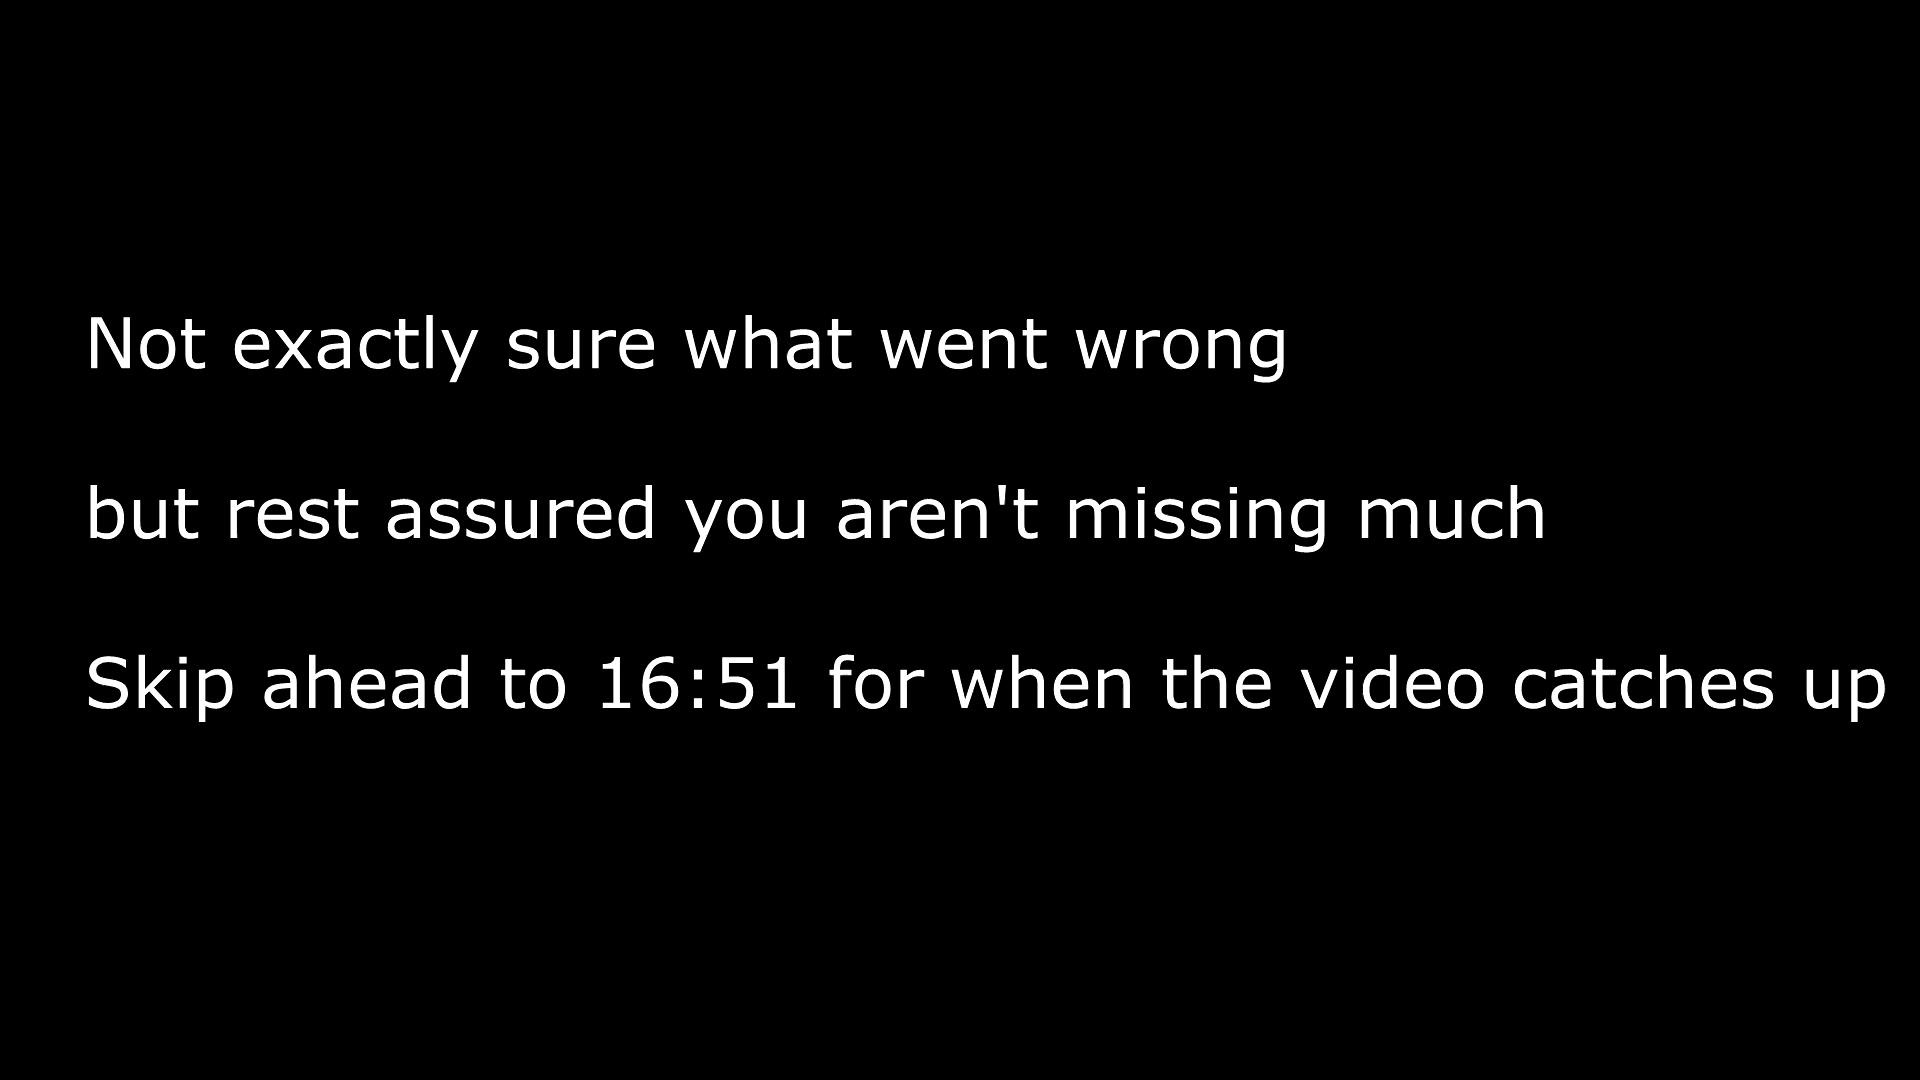 Not exactly sure what went wrong
but rest assured you aren't missing much
Skip ahead to 16:51 for when the video catches up